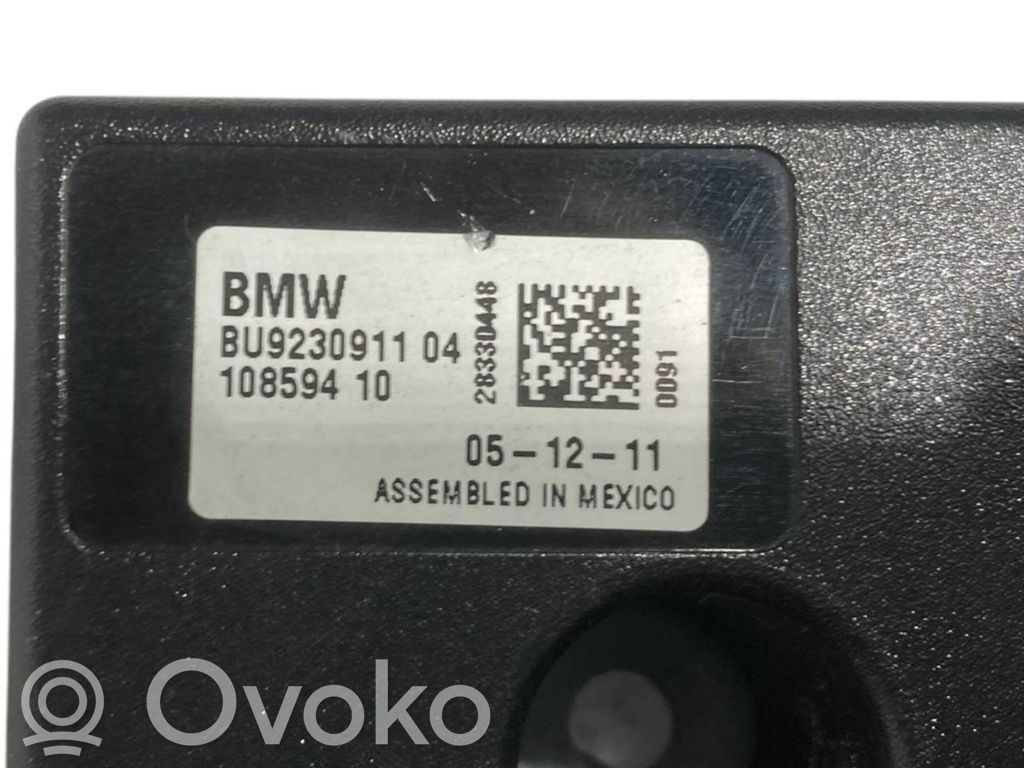 BMW
BU9230911 04
108594 10
28330448
0091
05-12-11
ASSEMBLED IN MEXICO
Ovoko